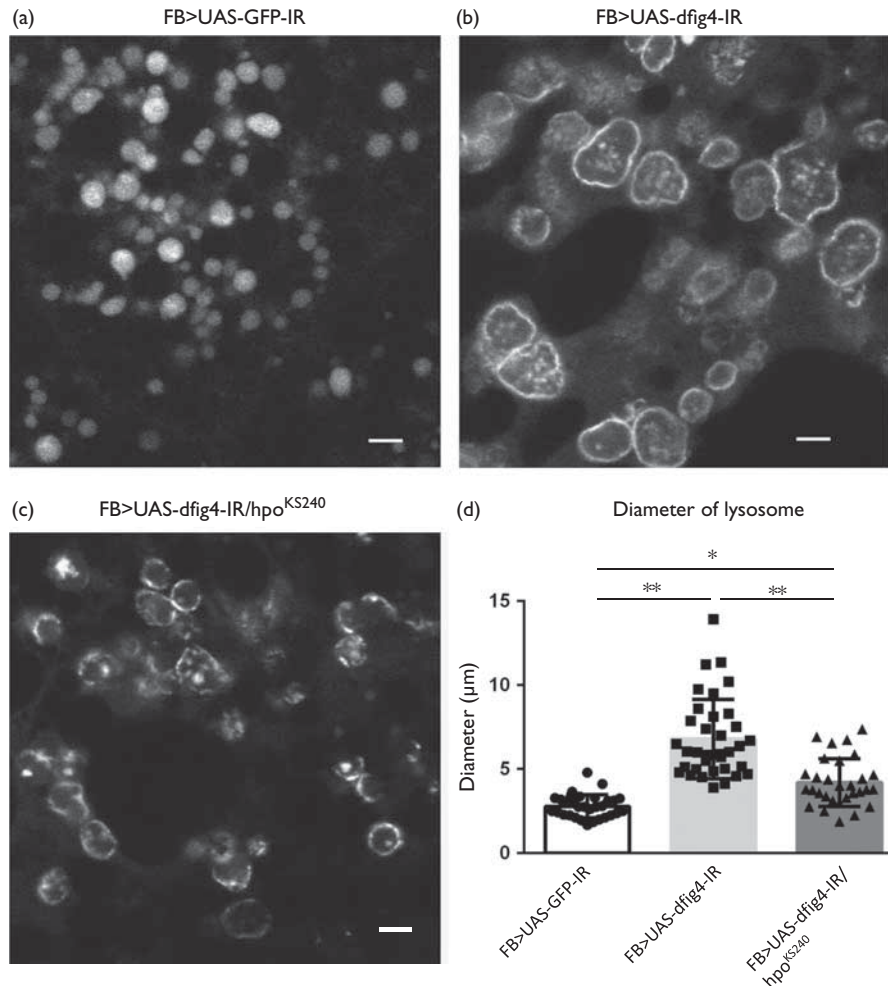 (a) FB>UAS-GFP-IR
(b) FB>UAS-dfig4-IR
(c) FB>UAS-dfig4-IR/hpo^KS240
(d) Diameter of lysosome
*
** **
15
10
5
0
Diameter (µm)
FB>UAS-GFP-IR
FB>UAS-dfig4-IR
FB>UAS-dfig4-IR/
hpo^KS240